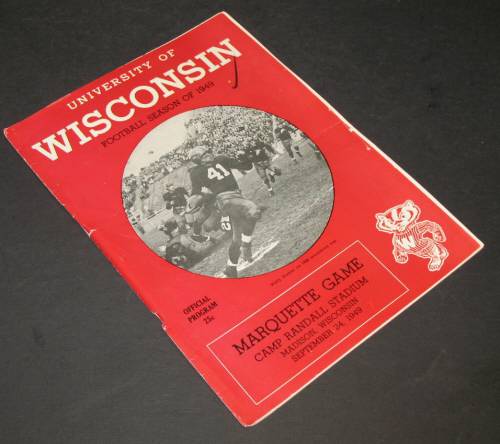 UNIVERSITY OF
WISCONSIN
FOOTBALL SEASON OF 1949
41
OFFICIAL
PROGRAM
25c
W
MARQUETTE GAME
CAMP RANDALL STADIUM
MADISON, WISCONSIN
SEPTEMBER 24, 1949